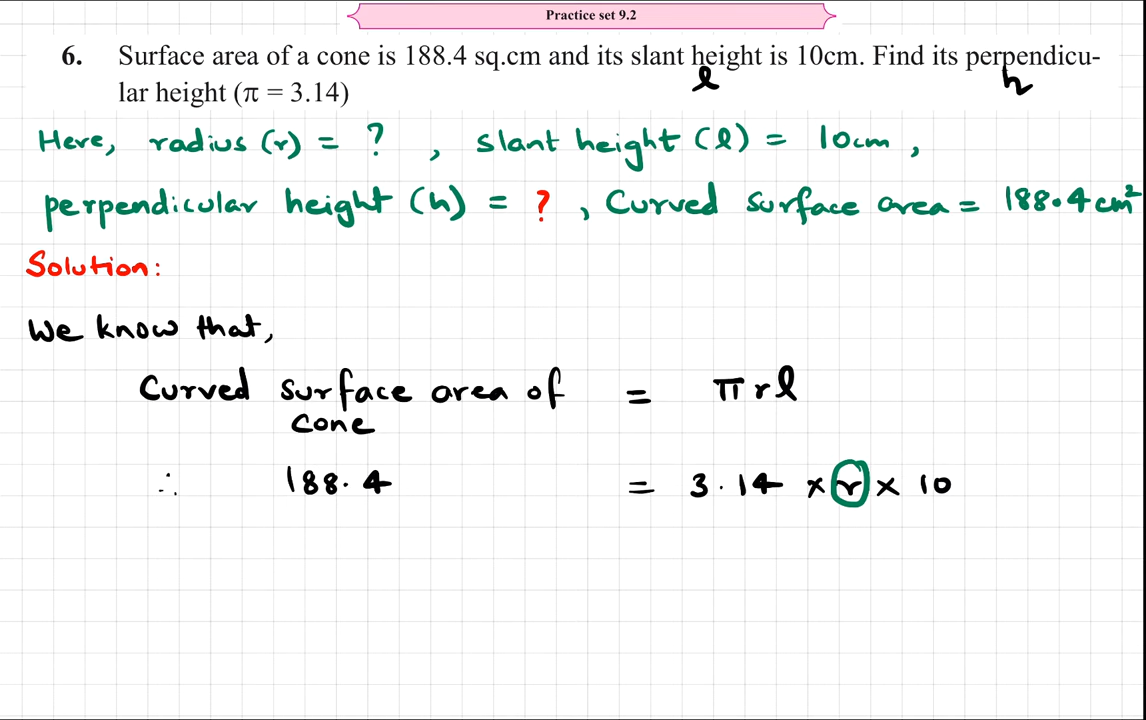 Practice set 9.2
6. Surface area of a cone is 188.4 sq.cm and its slant height is 10cm. Find its perpendicu-
l h
lar height (π = 3.14)
Here, radius (r) = ? , slant height (l) = 10cm ,
perpendicular height (h) = ? , Curved surface area = 188.4 cm²
Solution:
We know that,
Curved surface area of = π r l
cone
∴ 188.4 = 3.14 × r × 10